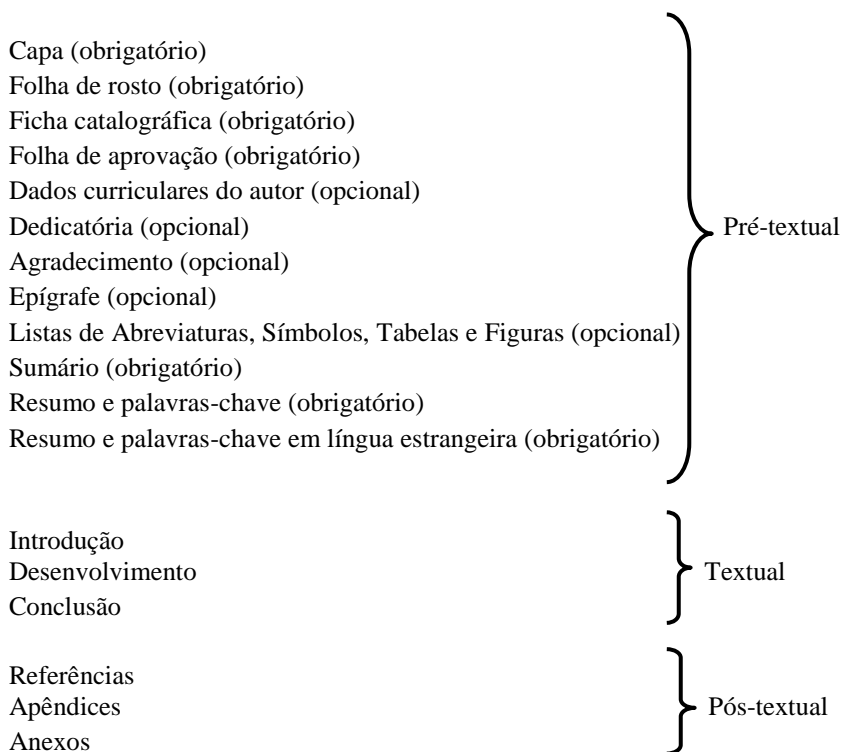 Capa (obrigatório)
Folha de rosto (obrigatório)
Ficha catalográfica (obrigatório)
Folha de aprovação (obrigatório)
Dados curriculares do autor (opcional)
Dedicatória (opcional)
Pré-textual
Agradecimento (opcional)
Epígrafe (opcional)
Listas de Abreviaturas, Símbolos, Tabelas e Figuras (opcional)
Sumário (obrigatório)
Resumo e palavras-chave (obrigatório)
Resumo e palavras-chave em língua estrangeira (obrigatório)
Introdução
Desenvolvimento
Textual
Conclusão
Referências
Apêndices
Pós-textual
Anexos